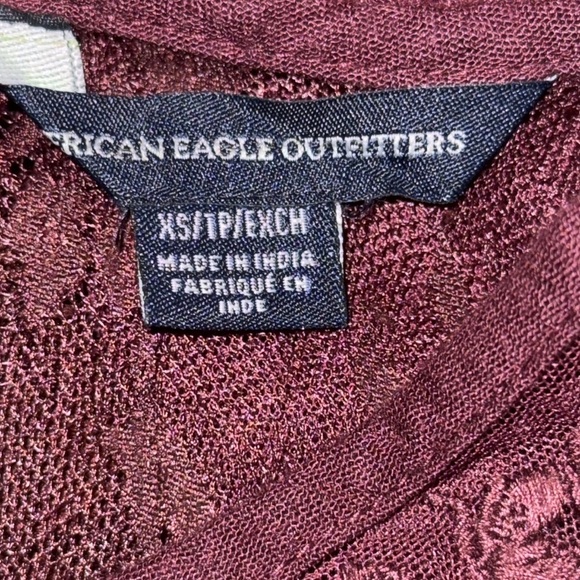 ERICAN EAGLE OUTFITTERS
XS/TP/EXCH
MADE IN INDIA
FABRIQUÉ EN
INDE